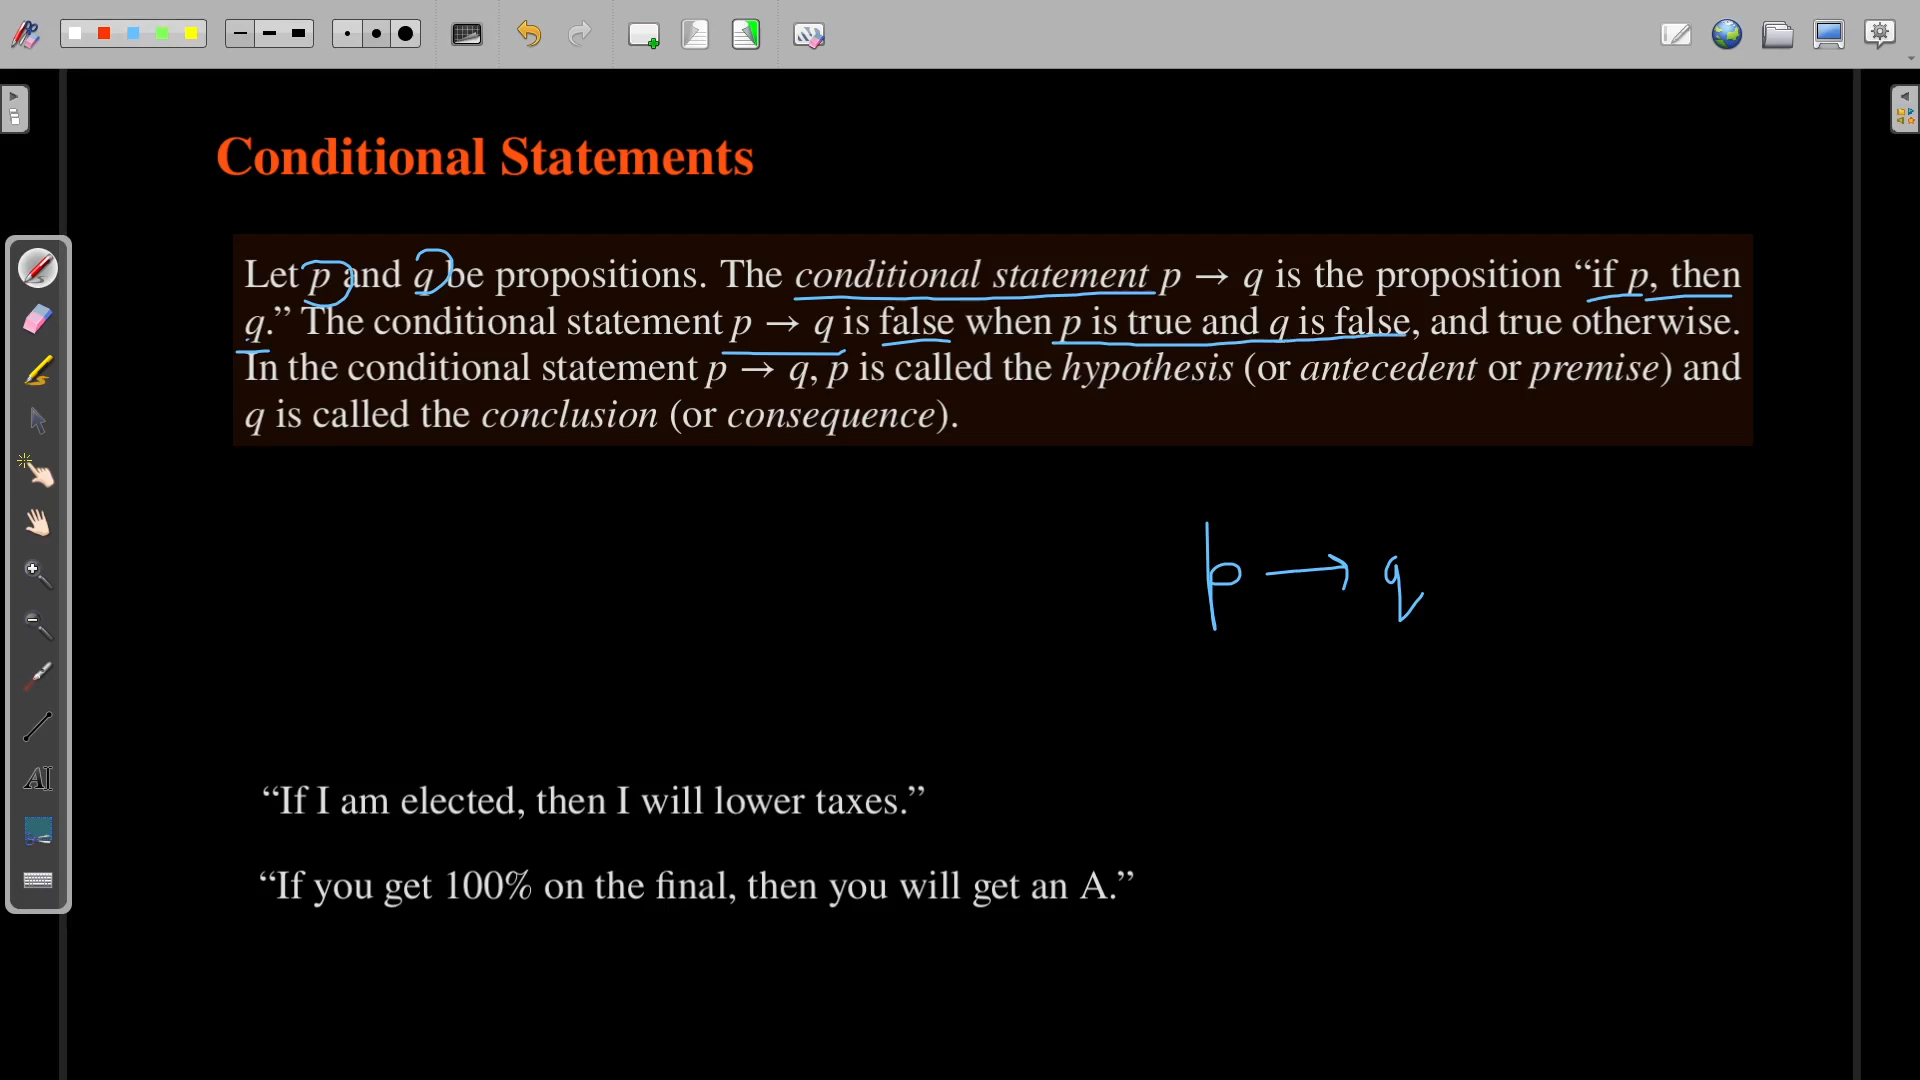 Conditional Statements
Let p and q be propositions. The conditional statement p → q is the proposition “if p, then
q.” The conditional statement p → q is false when p is true and q is false, and true otherwise.
In the conditional statement p → q, p is called the hypothesis (or antecedent or premise) and
q is called the conclusion (or consequence).
p → q
“If I am elected, then I will lower taxes.”
“If you get 100% on the final, then you will get an A.”